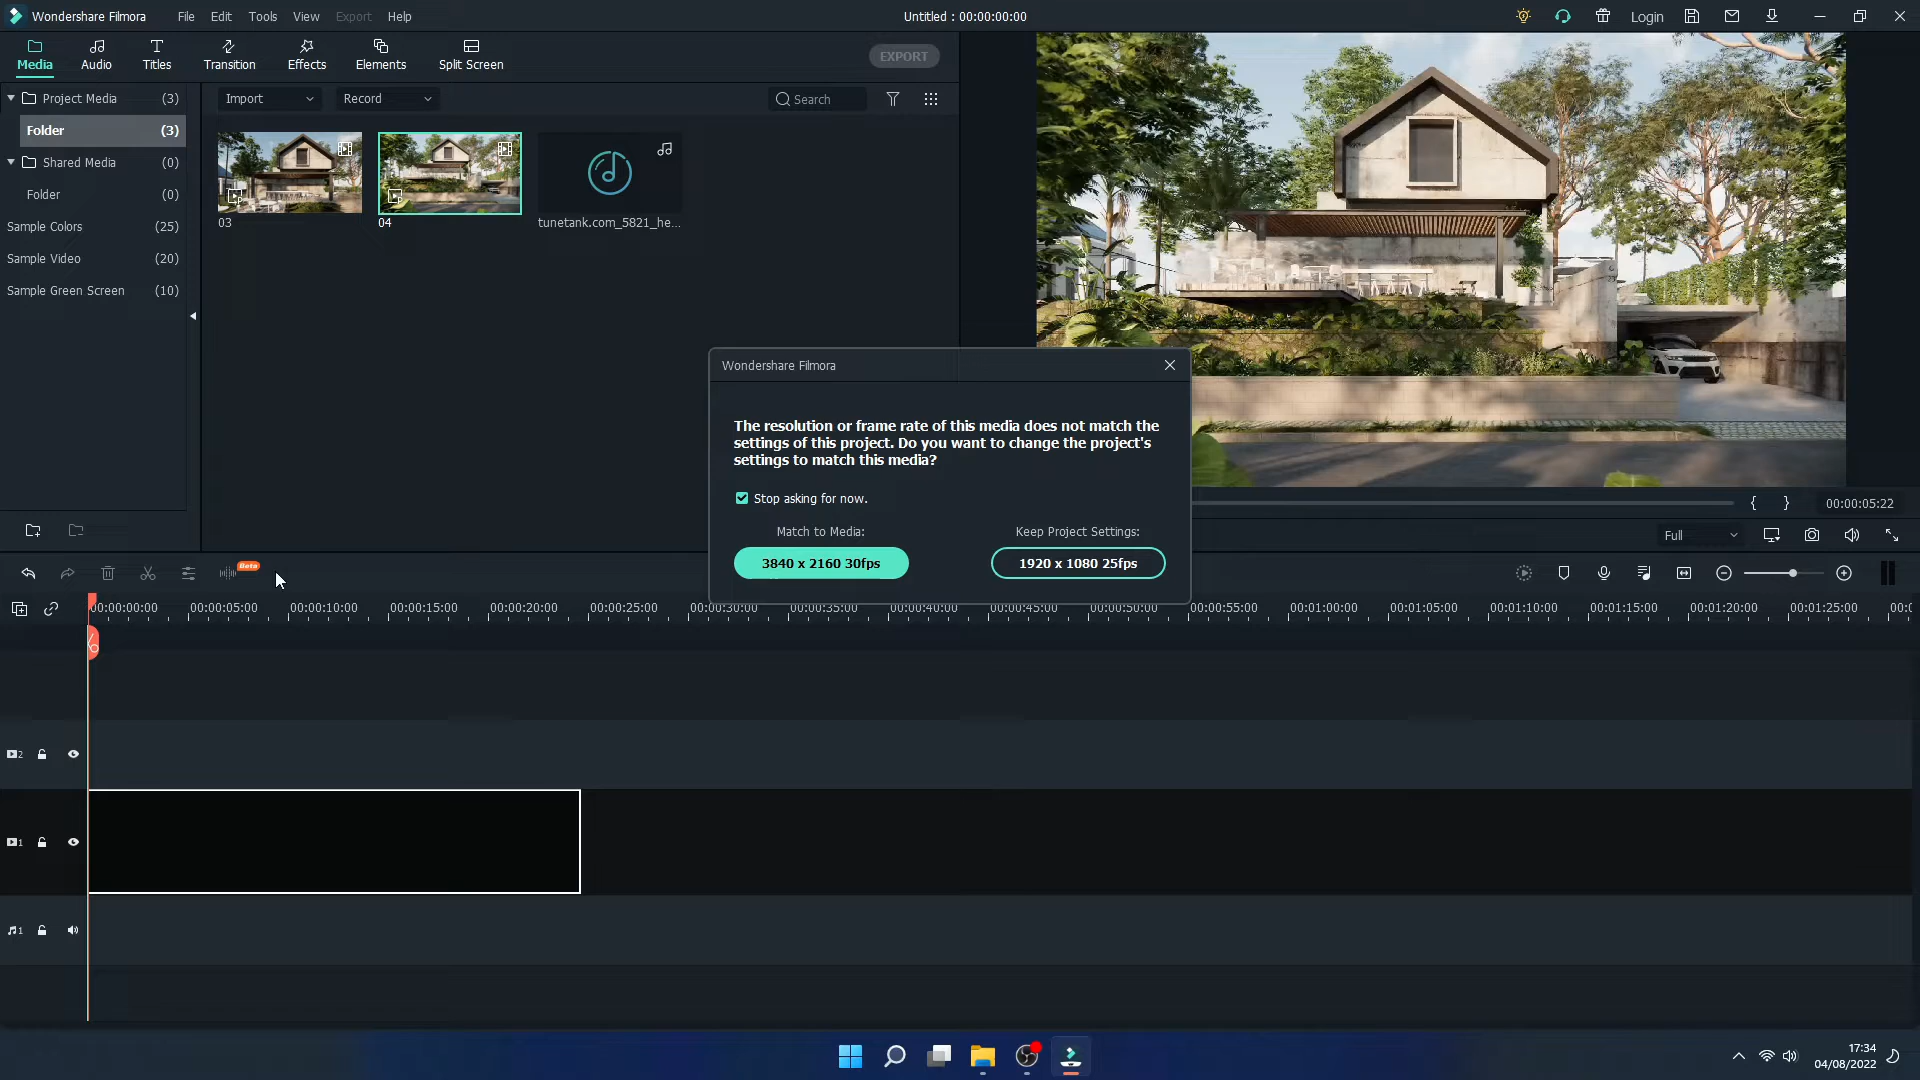 Wondershare Filmora
File
Edit
Tools
View
Export
Help
Untitled : 00:00:00:00
Login
Media
Audio
Titles
Transition
Effects
Elements
Split Screen
EXPORT
Project Media (3)
Folder (3)
Shared Media (0)
Folder (0)
Sample Colors (25)
Sample Video (20)
Sample Green Screen (10)
Import
Record
Search
03
04
tunetank.com_5821_he...
Wondershare Filmora
The resolution or frame rate of this media does not match the
settings of this project. Do you want to change the project's
settings to match this media?
Stop asking for now.
Match to Media:
Keep Project Settings:
3840 x 2160 30fps
1920 x 1080 25fps
{ }
00:00:05:22
Full
Beta
00:00:00:00
00:00:05:00
00:00:10:00
00:00:15:00
00:00:20:00
00:00:25:00
00:00:30:00
00:00:35:00
00:00:40:00
00:00:45:00
00:00:50:00
00:00:55:00
00:01:00:00
00:01:05:00
00:01:10:00
00:01:15:00
00:01:20:00
00:01:25:00
2
1
1
17:34
04/08/2022